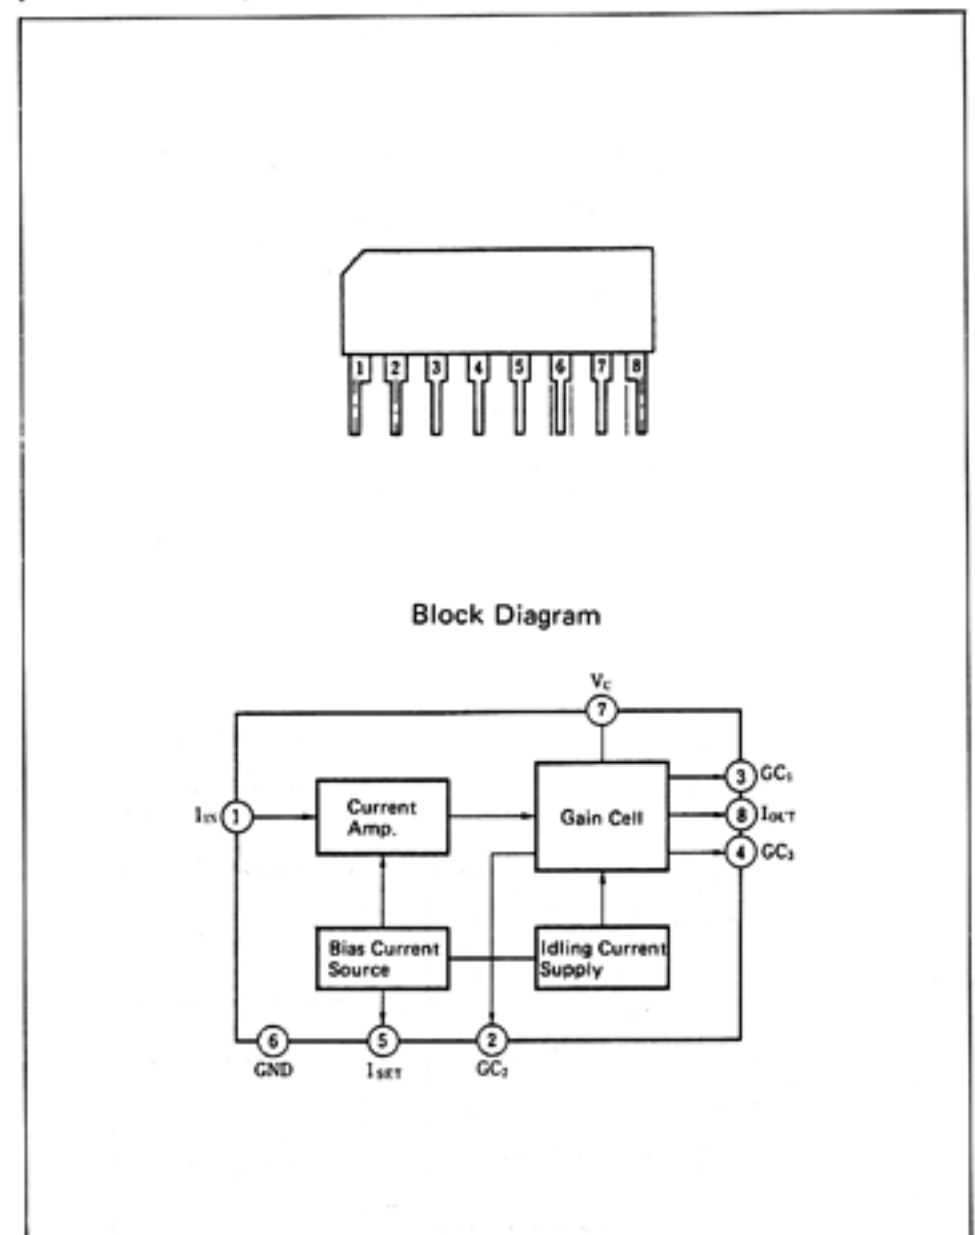 1 2 3 4 5 6 7 8
Block Diagram
VC
7
3 GC1
IIN 1
Current
Amp.
Gain Cell
8 IOUT
4 GC3
Bias Current
Source
Idling Current
Supply
6
5
2
GND
ISET
GC2